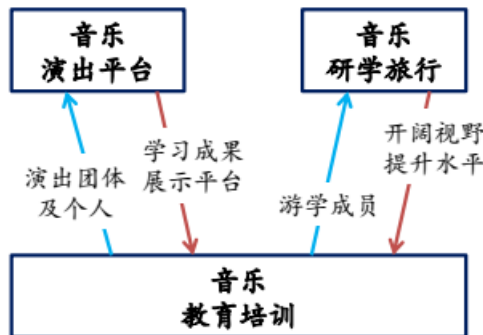 音乐
演出平台
音乐
研学旅行
演出团体
及个人
学习成果
展示平台
游学成员
开阔视野
提升水平
音乐
教育培训